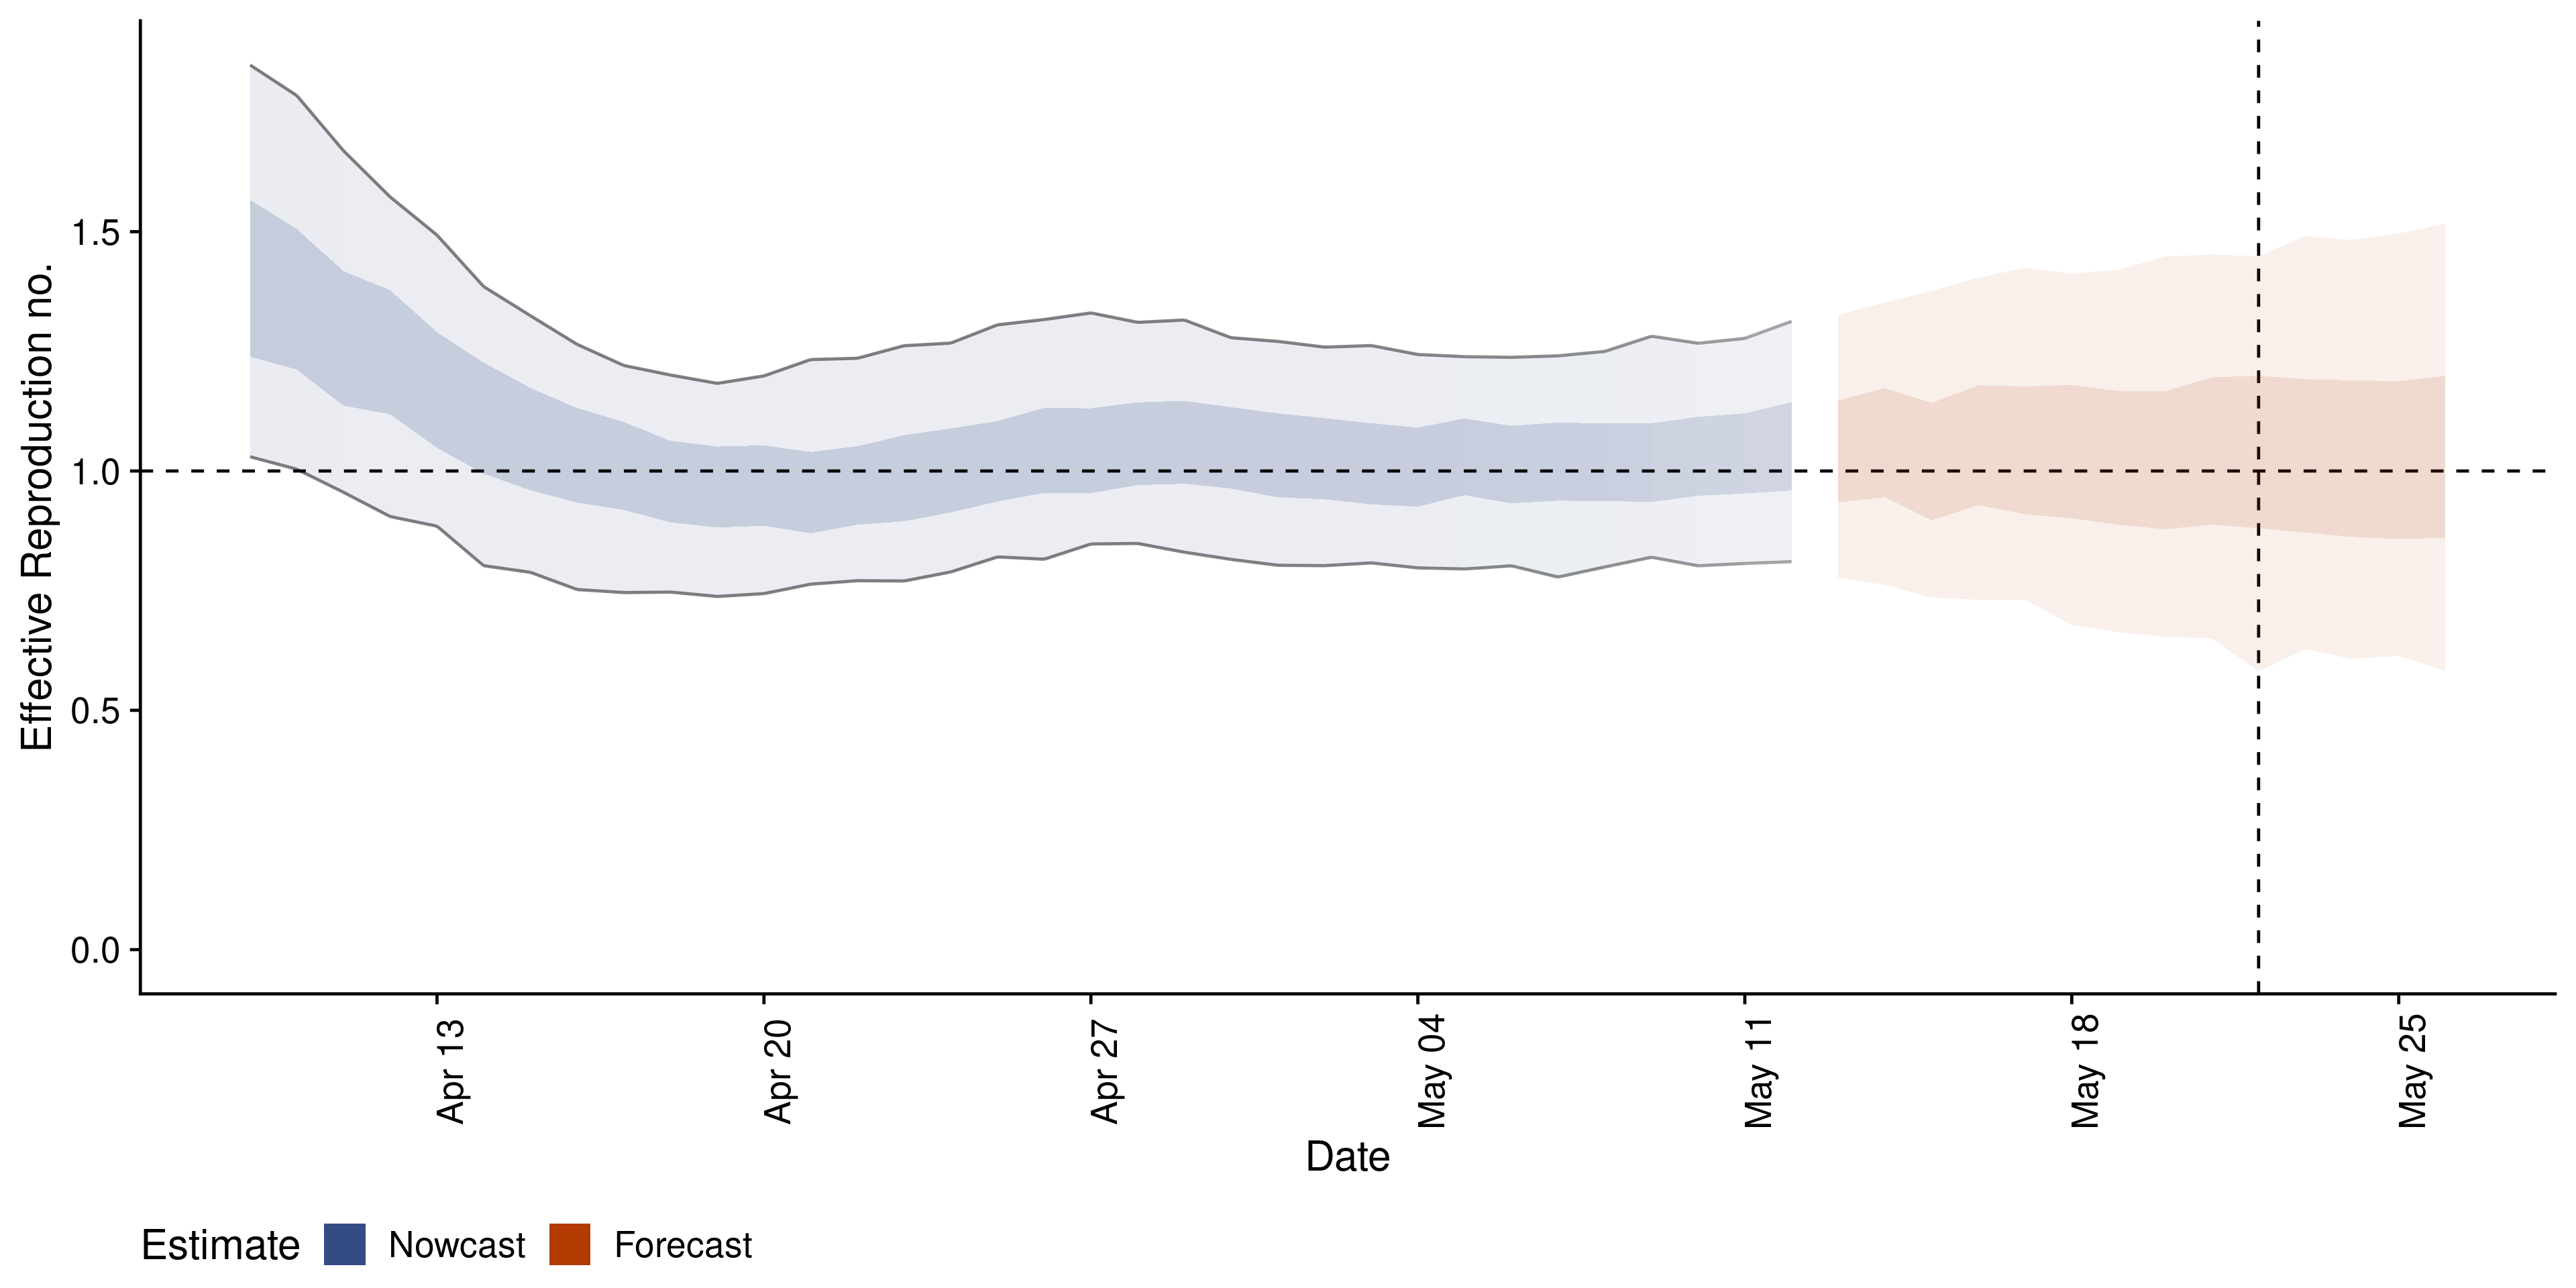 Effective Reproduction no.
1.5
1.0
0.5
0.0
Apr 13
Apr 20
Apr 27
May 04
May 11
May 18
May 25
Date
Estimate Nowcast Forecast